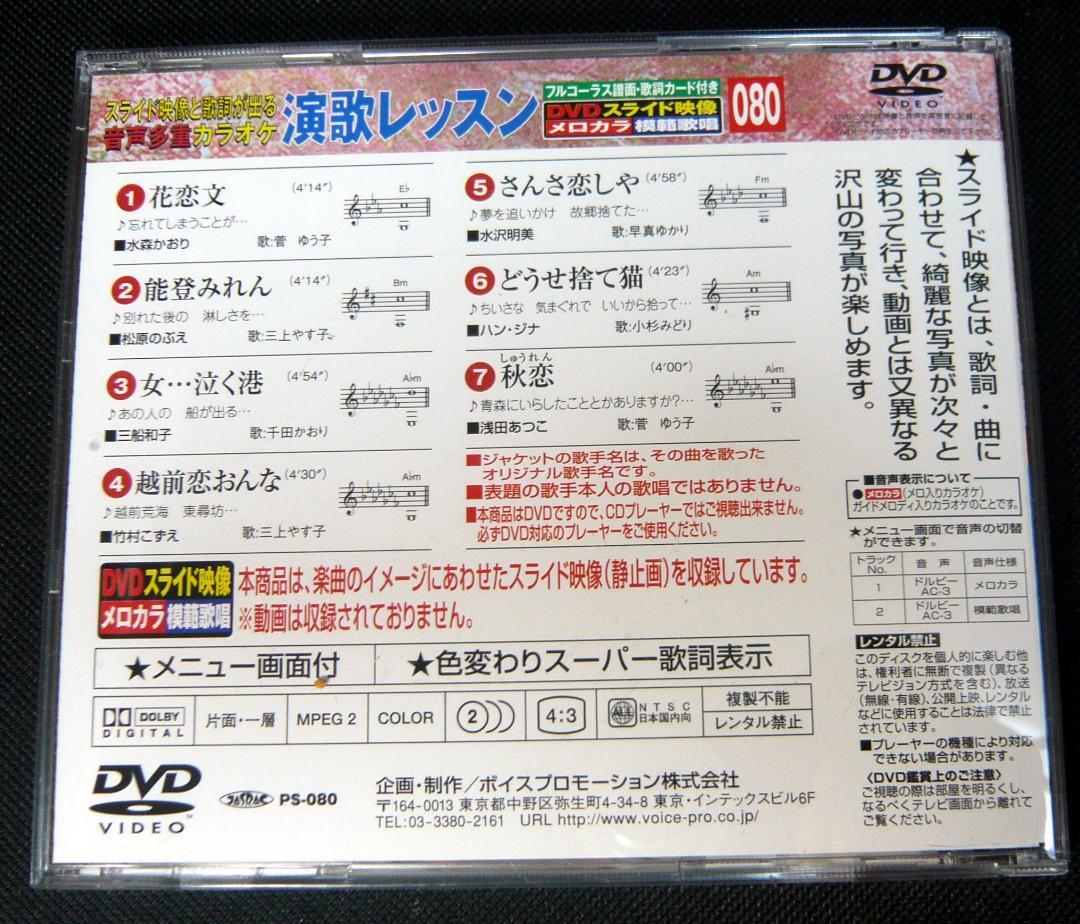 スライド映像と歌詞が出る
音声多重カラオケ
演歌レッスン
フルコーラス譜面・歌詞カード付き
DVDスライド映像
メロカラ 模範歌唱
080
DVD
VIDEO
1 花恋文 (4'14")
E♭
♪忘れてしまうことが…
■水森かおり 歌:菅 ゆう子
2 能登みれん (4'14")
Bm
♪別れた後の 淋しさを…
■松原のぶえ 歌:三上やす子
3 女…泣く港 (4'54")
A♭m
♪あの人の 船が出る…
■三船和子 歌:千田かおり
4 越前恋おんな (4'30")
A♭m
♪越前荒海 東尋坊…
■竹村こずえ 歌:三上やす子
5 さんさ恋しや (4'58")
Fm
♪夢を追いかけ 故郷捨てた…
■水沢明美 歌:早真ゆかり
6 どうせ捨て猫 (4'23")
Am
♪ちいさな 気まぐれで いいから拾って…
■ハン・ジナ 歌:小杉みどり
しゅうれん
7 秋恋 (4'00")
A♭m
♪青森にいらしたこととかありますか?…
■浅田あつこ 歌:菅 ゆう子
■ジャケットの歌手名は、その曲を歌った
オリジナル歌手名です。
■表題の歌手本人の歌唱ではありません。
■本商品はDVDですので、CDプレーヤーではご視聴出来ません。
必ずDVD対応のプレーヤーをご使用ください。
★スライド映像とは、歌詞・曲に
合わせて、綺麗な写真が次々と
変わって行き、動画とは又異なる
沢山の写真が楽しめます。
■音声表示について
●メロカラ(メロ入りカラオケ)
ガイドメロディ入りカラオケのことです。
★メニュー画面で音声の切替
ができます。
トラックNo. 音声 音声仕様
1 ドルビーAC-3 メロカラ
2 ドルビーAC-3 模範歌唱
レンタル禁止
このディスクを個人的に楽しむ他
は、権利者に無断で複製(異なる
テレビジョン方式を含む)、放送
(無線・有線)、公開上映、レンタル
などに使用することは法律で禁止
されています。
■プレーヤーの機種により対応
できない場合があります。
〈DVD鑑賞上のご注意〉
ご視聴の際は部屋を明るくし、
なるべくテレビ画面から離れて
ご覧ください。
DVDスライド映像
メロカラ 模範歌唱
本商品は、楽曲のイメージにあわせたスライド映像(静止画)を収録しています。
※動画は収録されておりません。
★メニュー画面付 ★色変わりスーパー歌詞表示
DOLBY
DIGITAL
片面・一層
MPEG 2
COLOR
2
4:3
ALL
NTSC
日本国内向
複製不能
レンタル禁止
DVD
VIDEO
JASRAC
PS-080
企画・制作/ボイスプロモーション株式会社
〒164-0013 東京都中野区弥生町4-34-8 東京・インテックスビル6F
TEL:03-3380-2161 URL http://www.voice-pro.co.jp/